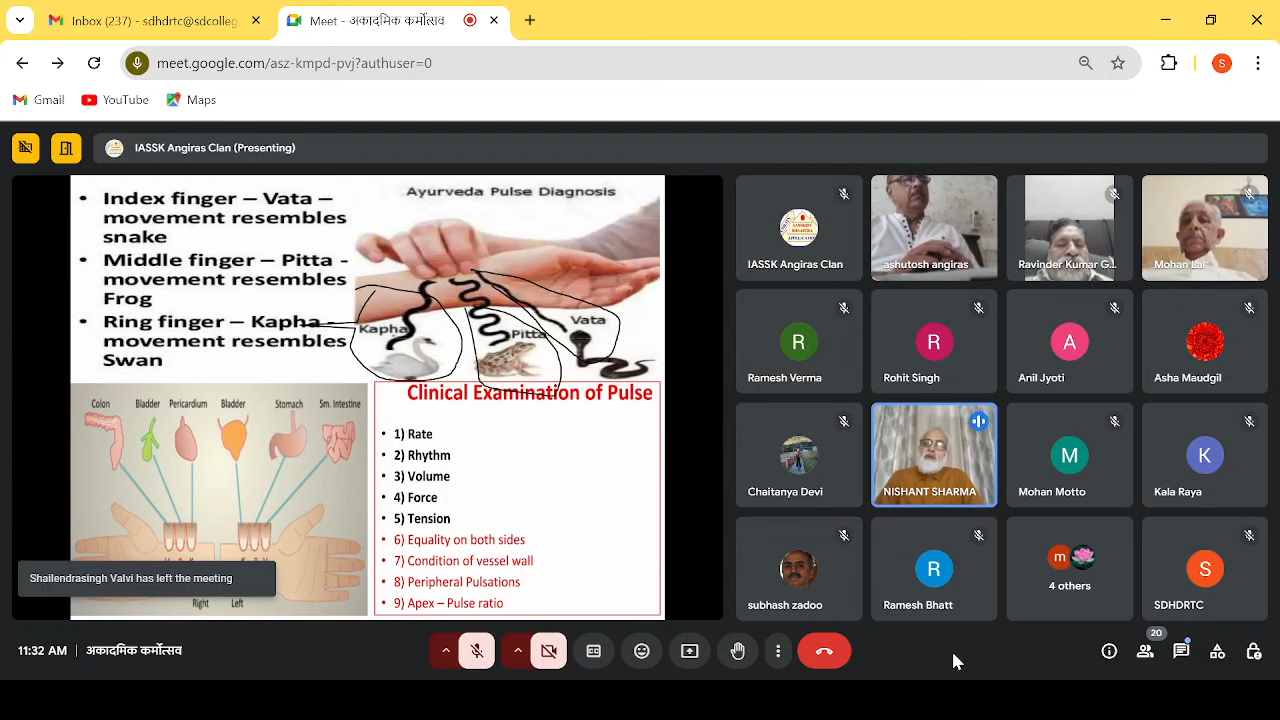 Inbox (237) - sdhdrtc@sdcolleg
Meet - अकादमिक कर्मोत्सव
meet.google.com/asz-kmpd-pvj?authuser=0
Gmail
YouTube
Maps
IASSK Angiras Clan (Presenting)
• Index finger – Vata –
movement resembles
snake
• Middle finger – Pitta -
movement resembles
Frog
• Ring finger – Kapha -
movement resembles
Swan
Ayurveda Pulse Diagnosis
Kapha
Pitta
Vata
Colon
Bladder
Pericardium
Bladder
Stomach
Sm. Intestine
Right
Left
Clinical Examination of Pulse
• 1) Rate
• 2) Rhythm
• 3) Volume
• 4) Force
• 5) Tension
• 6) Equality on both sides
• 7) Condition of vessel wall
• 8) Peripheral Pulsations
• 9) Apex – Pulse ratio
Shailendrasingh Valvi has left the meeting
IASSK Angiras Clan
ashutosh angiras
Ravinder Kumar G...
Mohan Lal
R
Ramesh Verma
R
Rohit Singh
A
Anil Jyoti
Asha Maudgil
Chaitanya Devi
NISHANT SHARMA
M
Mohan Motto
K
Kala Raya
subhash zadoo
R
Ramesh Bhatt
m
4 others
S
SDHDRTC
S
11:32 AM
अकादमिक कर्मोत्सव
20